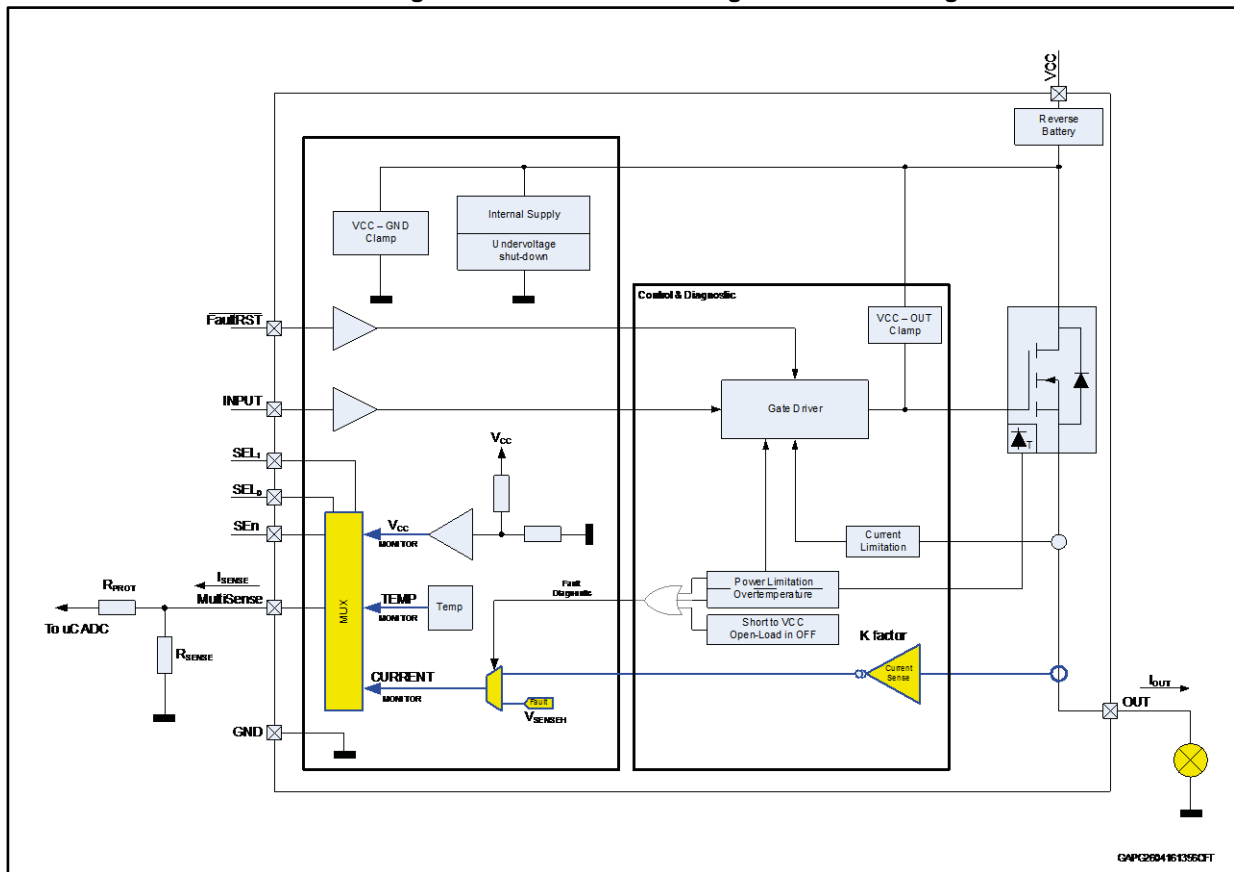 VCC
Reverse
Battery
VCC – GND
Clamp
Internal Supply
Undervoltage
shut-down
Control & Diagnostic
VCC – OUT
Clamp
FaultRST
INPUT
Gate Driver
T
SEL1
SEL0
SEn
VCC
VCC
MONITOR
MUX
Current
Limitation
RPROT
ISENSE
MultiSense
To uC ADC
RSENSE
TEMP
MONITOR
Temp
Fault
Diagnostic
Power Limitation
Overtemperature
Short to VCC
Open-Load in OFF
K factor
Current
Sense
CURRENT
MONITOR
Fault
VSENSEH
GND
IOUT
OUT